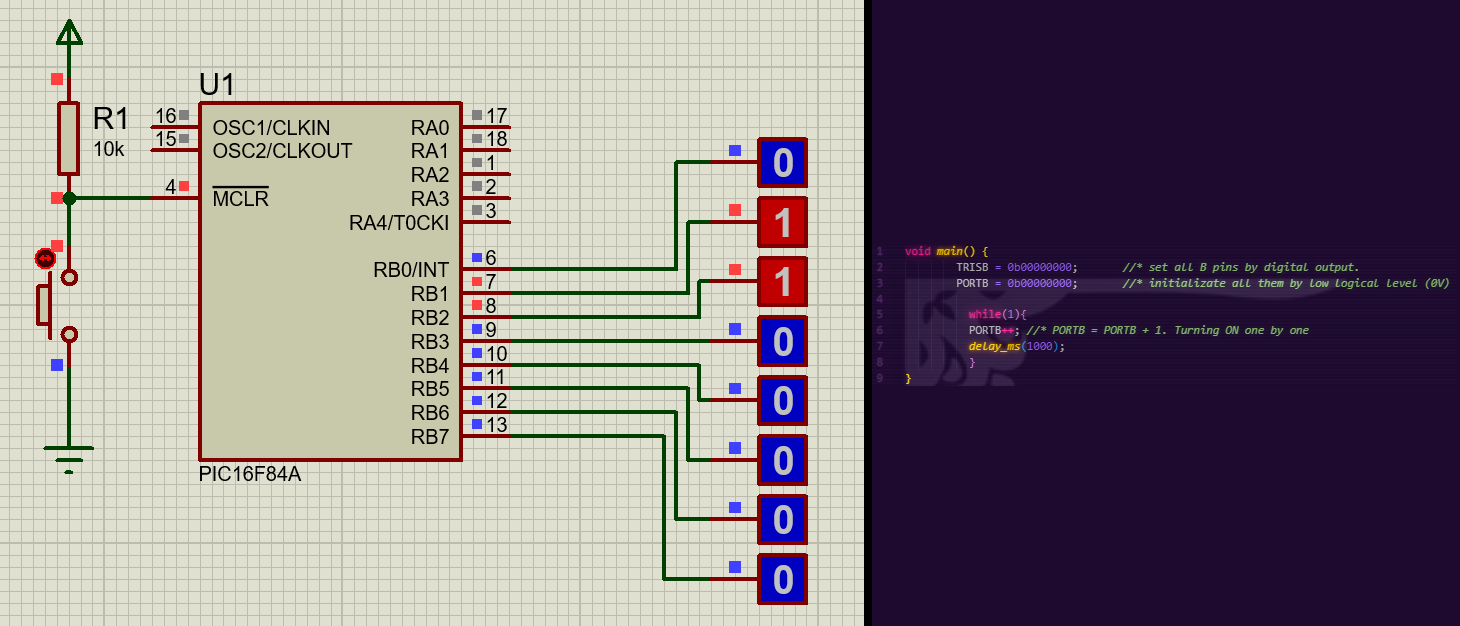 U1
R1
10k
16
15
4
OSC1/CLKIN
OSC2/CLKOUT
MCLR
RA0
RA1
RA2
RA3
RA4/T0CKI
RB0/INT
RB1
RB2
RB3
RB4
RB5
RB6
RB7
17
18
1
2
3
6
7
8
9
10
11
12
13
PIC16F84A
0
1
1
0
0
0
0
0
1 void main() {
2 TRISB = 0b00000000; //* set all B pins by digital output.
3 PORTB = 0b00000000; //* initializate all them by low logical level (0V)
4
5 while(1){
6 PORTB++; //* PORTB = PORTB + 1. Turning ON one by one
7 delay_ms(1000);
8 }
9 }